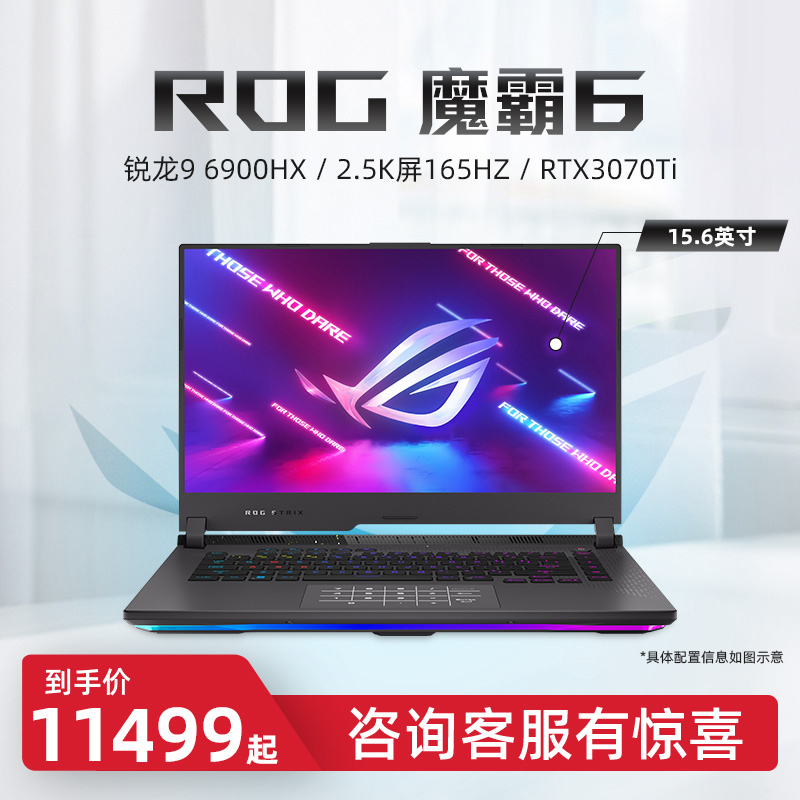 ROG 魔霸6
锐龙9 6900HX / 2.5K屏165HZ / RTX3070Ti
15.6英寸
THOSE WHO DARE
FOR THOSE WHO DARE
FOR THOSE WHO DARE
FOR THOSE WHO DARE
ROG STRIX
*具体配置信息如图示意
到手价
11499起
咨询客服有惊喜